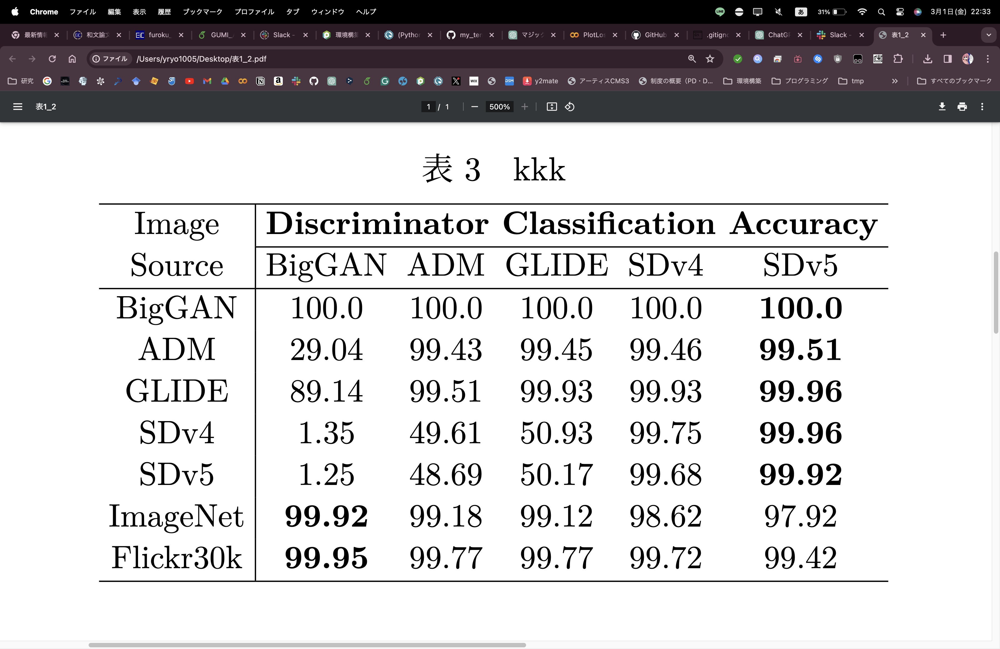 Chrome ファイル 編集 表示 履歴 ブックマーク プロファイル タブ ウィンドウ ヘルプ LINE あ 31% 3月1日(金) 22:33
最新情報 和文論文 EiC furoku_ GUMI_ Slack - 環境構築 (Python my_ter マジック PlotLos GitHub .gitigno ChatGP Slack - 表1_2
ファイル /Users/yryo1005/Desktop/表1_2.pdf
研究 WiX DSM y2mate アーティスCMS3 制度の概要（PD・D... 環境構築 プログラミング tmp » すべてのブックマーク
表1_2 1 / 1 500%
表 3 kkk
Image Discriminator Classification Accuracy
Source BigGAN ADM GLIDE SDv4 SDv5
BigGAN 100.0 100.0 100.0 100.0 100.0
ADM 29.04 99.43 99.45 99.46 99.51
GLIDE 89.14 99.51 99.93 99.93 99.96
SDv4 1.35 49.61 50.93 99.75 99.96
SDv5 1.25 48.69 50.17 99.68 99.92
ImageNet 99.92 99.18 99.12 98.62 97.92
Flickr30k 99.95 99.77 99.77 99.72 99.42